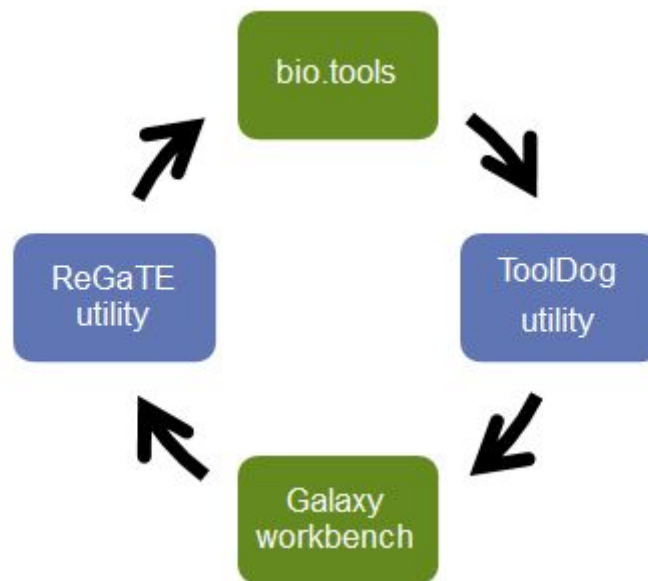 bio.tools
ReGaTE
utility
ToolDog
utility
Galaxy
workbench